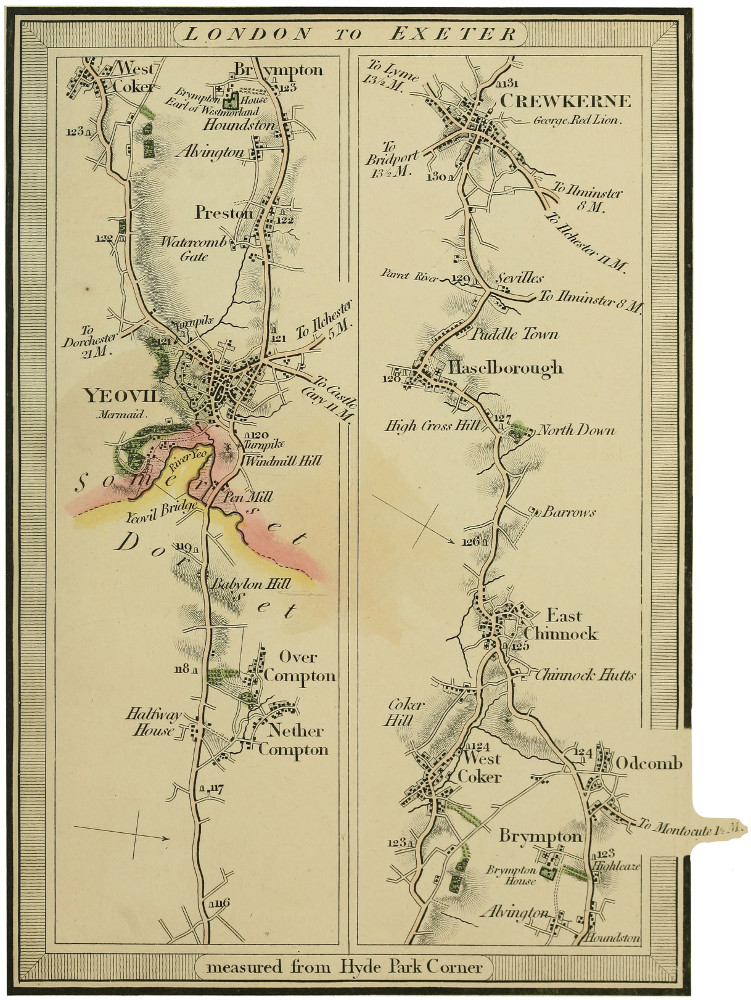 LONDON TO EXETER
West
Coker
Brympton
123
Brympton House
Earl of Westmorland
Houndston
123
Alvington
Preston
122
Watercomb
Gate
122
To
Dorchester
21 M.
Turnpike
121
121
To Ilchester
5 M.
To Castle
Cary 11 M.
YEOVIL
Mermaid.
120
Turnpike
Windmill Hill
River Yeo
Somerset
Pen Mill
Yeovil Bridge
Dorset
119
Babylon Hill
118
Over
Compton
Halfway
House
Nether
Compton
117
116
To Lyme
13½ M.
131
CREWKERNE
George. Red Lion.
To
Bridport
13½ M.
130
To Ilminster
8 M.
To Ilchester 11 M.
Parret River
129
Sevilles
To Ilminster 8 M.
Puddle Town
128
Haselborough
High Cross Hill
127
North Down
Barrows
126
East
Chinnock
125
Chinnock Hutts
Coker
Hill
124
West
Coker
124
Odcomb
To Montocute 1½ M.
123
Brympton
123
Highleaze
Brympton
House
Alvington
Houndston
measured from Hyde Park Corner